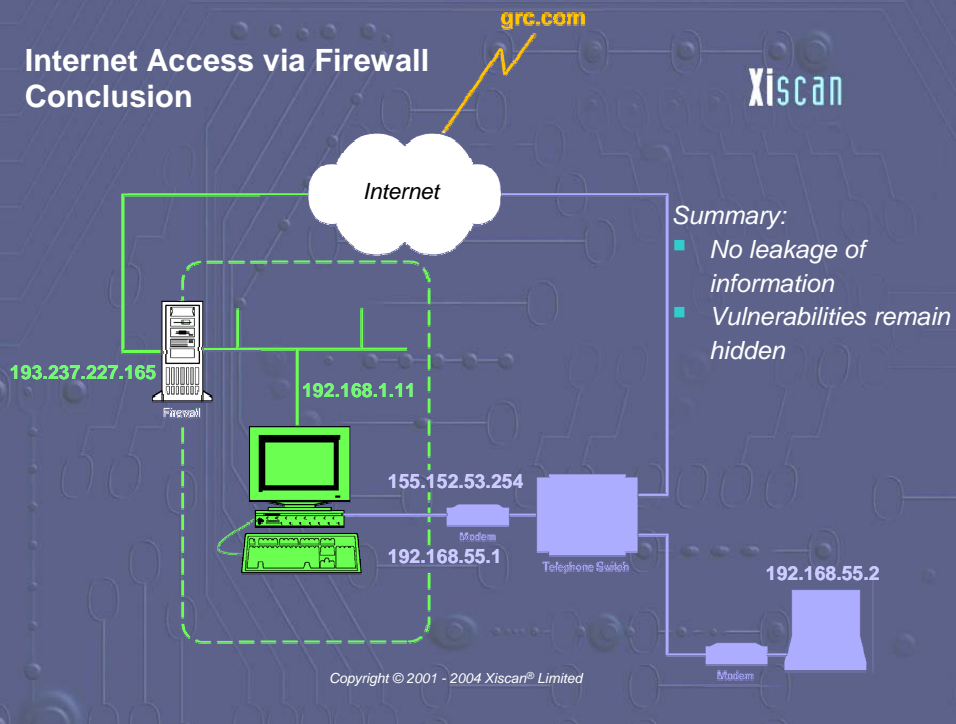 grc.com
Internet Access via Firewall
Conclusion
Xiscan
Internet
Summary:
No leakage of
information
Vulnerabilities remain
hidden
193.237.227.165
Firewall
192.168.1.11
155.152.53.254
Modem
192.168.55.1
Telephone Switch
192.168.55.2
Modem
Copyright © 2001 - 2004 Xiscan® Limited